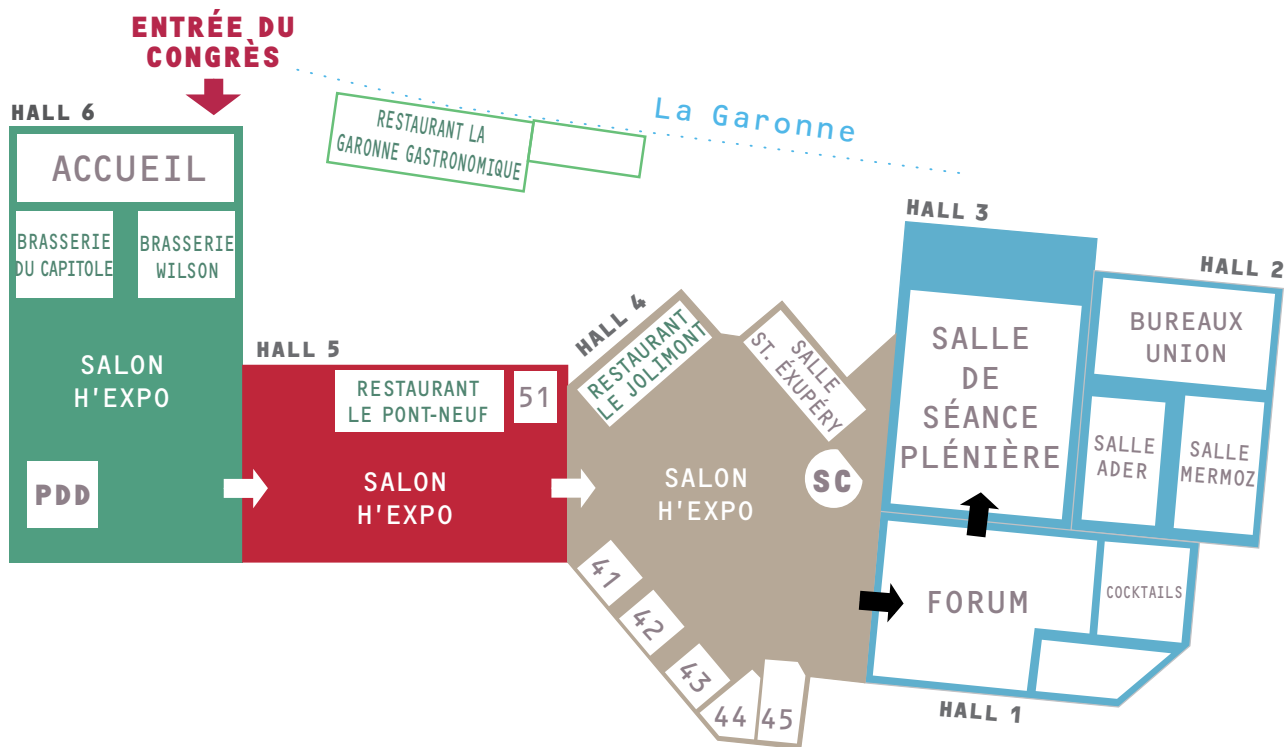 ENTRÉE DU
CONGRÈS
HALL 6
ACCUEIL
BRASSERIE
DU CAPITOLE
BRASSERIE
WILSON
SALON
H'EXPO
PDD
RESTAURANT LA
GARONNE GASTRONOMIQUE
La Garonne
HALL 5
RESTAURANT
LE PONT-NEUF
51
SALON
H'EXPO
HALL 4
RESTAURANT
LE JOLIMONT
SALLE
ST. ÉXUPÉRY
SC
SALON
H'EXPO
41
42
43
44
45
HALL 3
SALLE
DE
SÉANCE
PLÉNIÈRE
HALL 2
BUREAUX
UNION
SALLE
ADER
SALLE
MERMOZ
FORUM
COCKTAILS
HALL 1